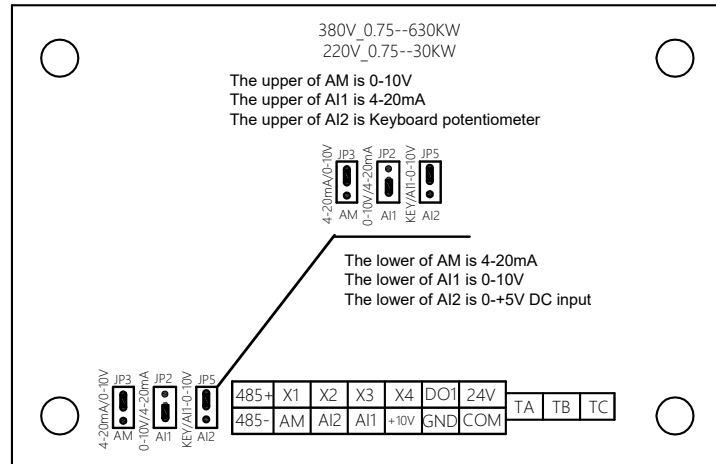 380V_0.75--630KW
220V_0.75--30KW
The upper of AM is 0-10V
The upper of AI1 is 4-20mA
The upper of AI2 is Keyboard potentiometer
4-20mA/0-10V
JP3
AM
0-10V/4-20mA
JP2
AI1
KEY/AI1-0-10V
JP5
AI2
The lower of AM is 4-20mA
The lower of AI1 is 0-10V
The lower of AI2 is 0-+5V DC input
4-20mA/0-10V
JP3
AM
0-10V/4-20mA
JP2
AI1
KEY/AI1-0-10V
JP5
AI2
485+ X1 X2 X3 X4 DO1 24V
485- AM AI2 AI1 +10V GND COM
TA TB TC